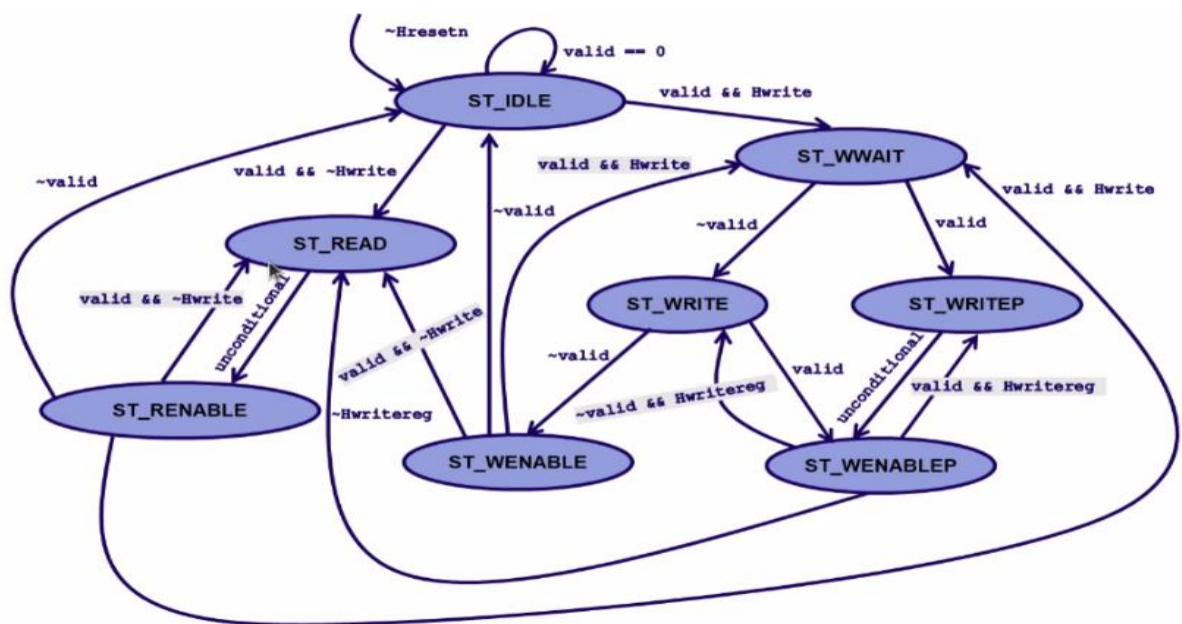 ~Hresetn
valid == 0
ST_IDLE
valid && Hwrite
ST_WWAIT
valid && ~Hwrite
valid && Hwrite
~valid
~valid
valid && Hwrite
~valid
valid
ST_READ
valid && ~Hwrite
unconditional
ST_WRITE
ST_WRITEP
valid && ~Hwrite
~valid
valid
unconditional
valid && Hwritereg
~valid && Hwritereg
~Hwritereg
ST_RENABLE
ST_WENABLE
ST_WENABLEP